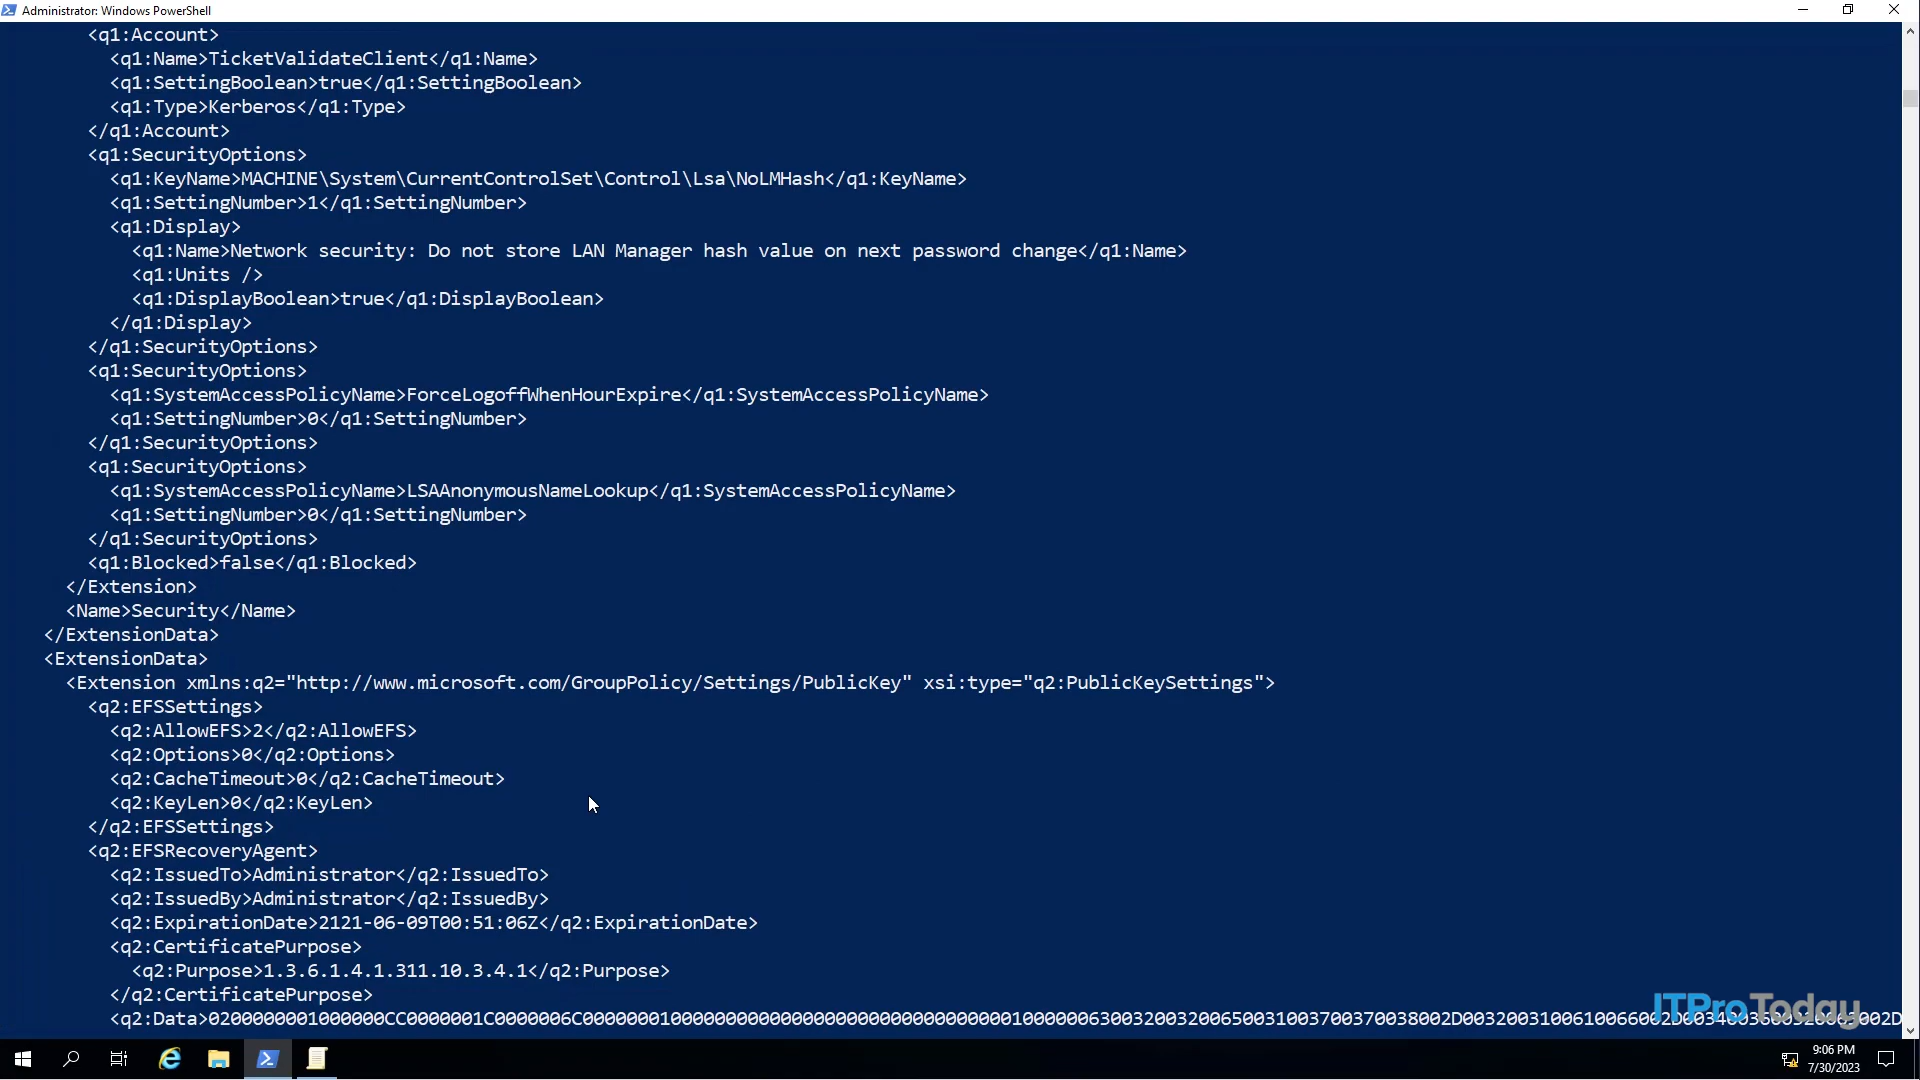 Administrator: Windows PowerShell
<q1:Account>
<q1:Name>TicketValidateClient</q1:Name>
<q1:SettingBoolean>true</q1:SettingBoolean>
<q1:Type>Kerberos</q1:Type>
</q1:Account>
<q1:SecurityOptions>
<q1:KeyName>MACHINE\System\CurrentControlSet\Control\Lsa\NoLMHash</q1:KeyName>
<q1:SettingNumber>1</q1:SettingNumber>
<q1:Display>
<q1:Name>Network security: Do not store LAN Manager hash value on next password change</q1:Name>
<q1:Units />
<q1:DisplayBoolean>true</q1:DisplayBoolean>
</q1:Display>
</q1:SecurityOptions>
<q1:SecurityOptions>
<q1:SystemAccessPolicyName>ForceLogoffWhenHourExpire</q1:SystemAccessPolicyName>
<q1:SettingNumber>0</q1:SettingNumber>
</q1:SecurityOptions>
<q1:SecurityOptions>
<q1:SystemAccessPolicyName>LSAAnonymousNameLookup</q1:SystemAccessPolicyName>
<q1:SettingNumber>0</q1:SettingNumber>
</q1:SecurityOptions>
<q1:Blocked>false</q1:Blocked>
</Extension>
<Name>Security</Name>
</ExtensionData>
<ExtensionData>
<Extension xmlns:q2="http://www.microsoft.com/GroupPolicy/Settings/PublicKey" xsi:type="q2:PublicKeySettings">
<q2:EFSSettings>
<q2:AllowEFS>2</q2:AllowEFS>
<q2:Options>0</q2:Options>
<q2:CacheTimeout>0</q2:CacheTimeout>
<q2:KeyLen>0</q2:KeyLen>
</q2:EFSSettings>
<q2:EFSRecoveryAgent>
<q2:IssuedTo>Administrator</q2:IssuedTo>
<q2:IssuedBy>Administrator</q2:IssuedBy>
<q2:ExpirationDate>2121-06-09T00:51:06Z</q2:ExpirationDate>
<q2:CertificatePurpose>
<q2:Purpose>1.3.6.1.4.1.311.10.3.4.1</q2:Purpose>
</q2:CertificatePurpose>
<q2:Data>
ITProToday
9:06 PM
7/30/2023